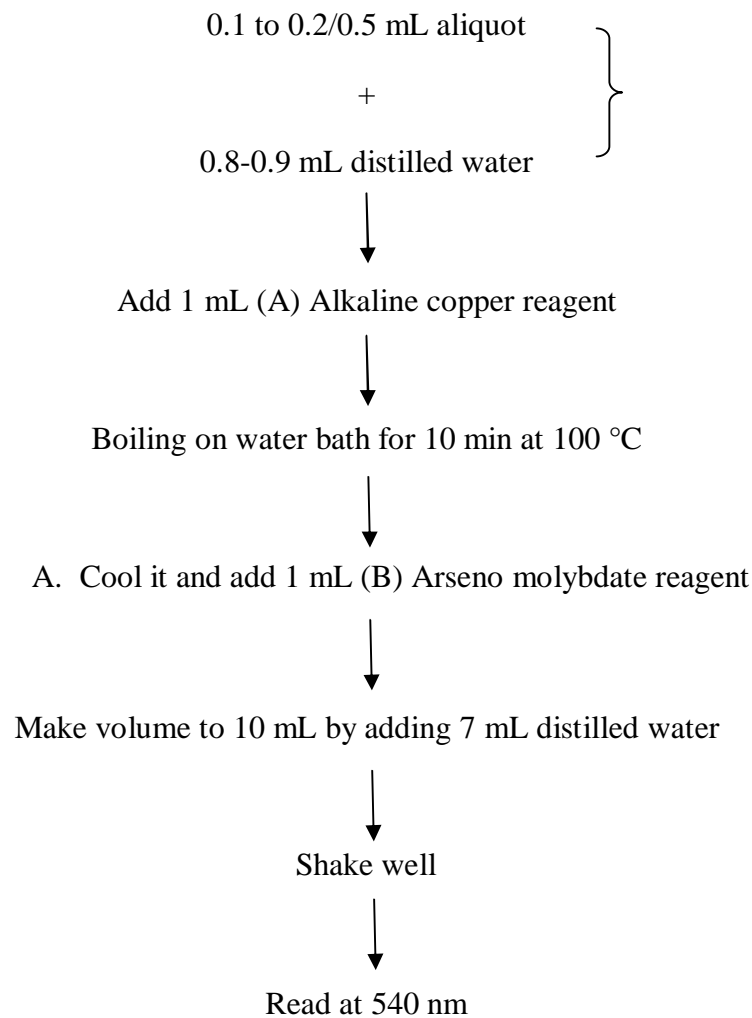 0.1 to 0.2/0.5 mL aliquot
+
0.8-0.9 mL distilled water
Add 1 mL (A) Alkaline copper reagent
Boiling on water bath for 10 min at 100 °C
A. Cool it and add 1 mL (B) Arseno molybdate reagent
Make volume to 10 mL by adding 7 mL distilled water
Shake well
Read at 540 nm